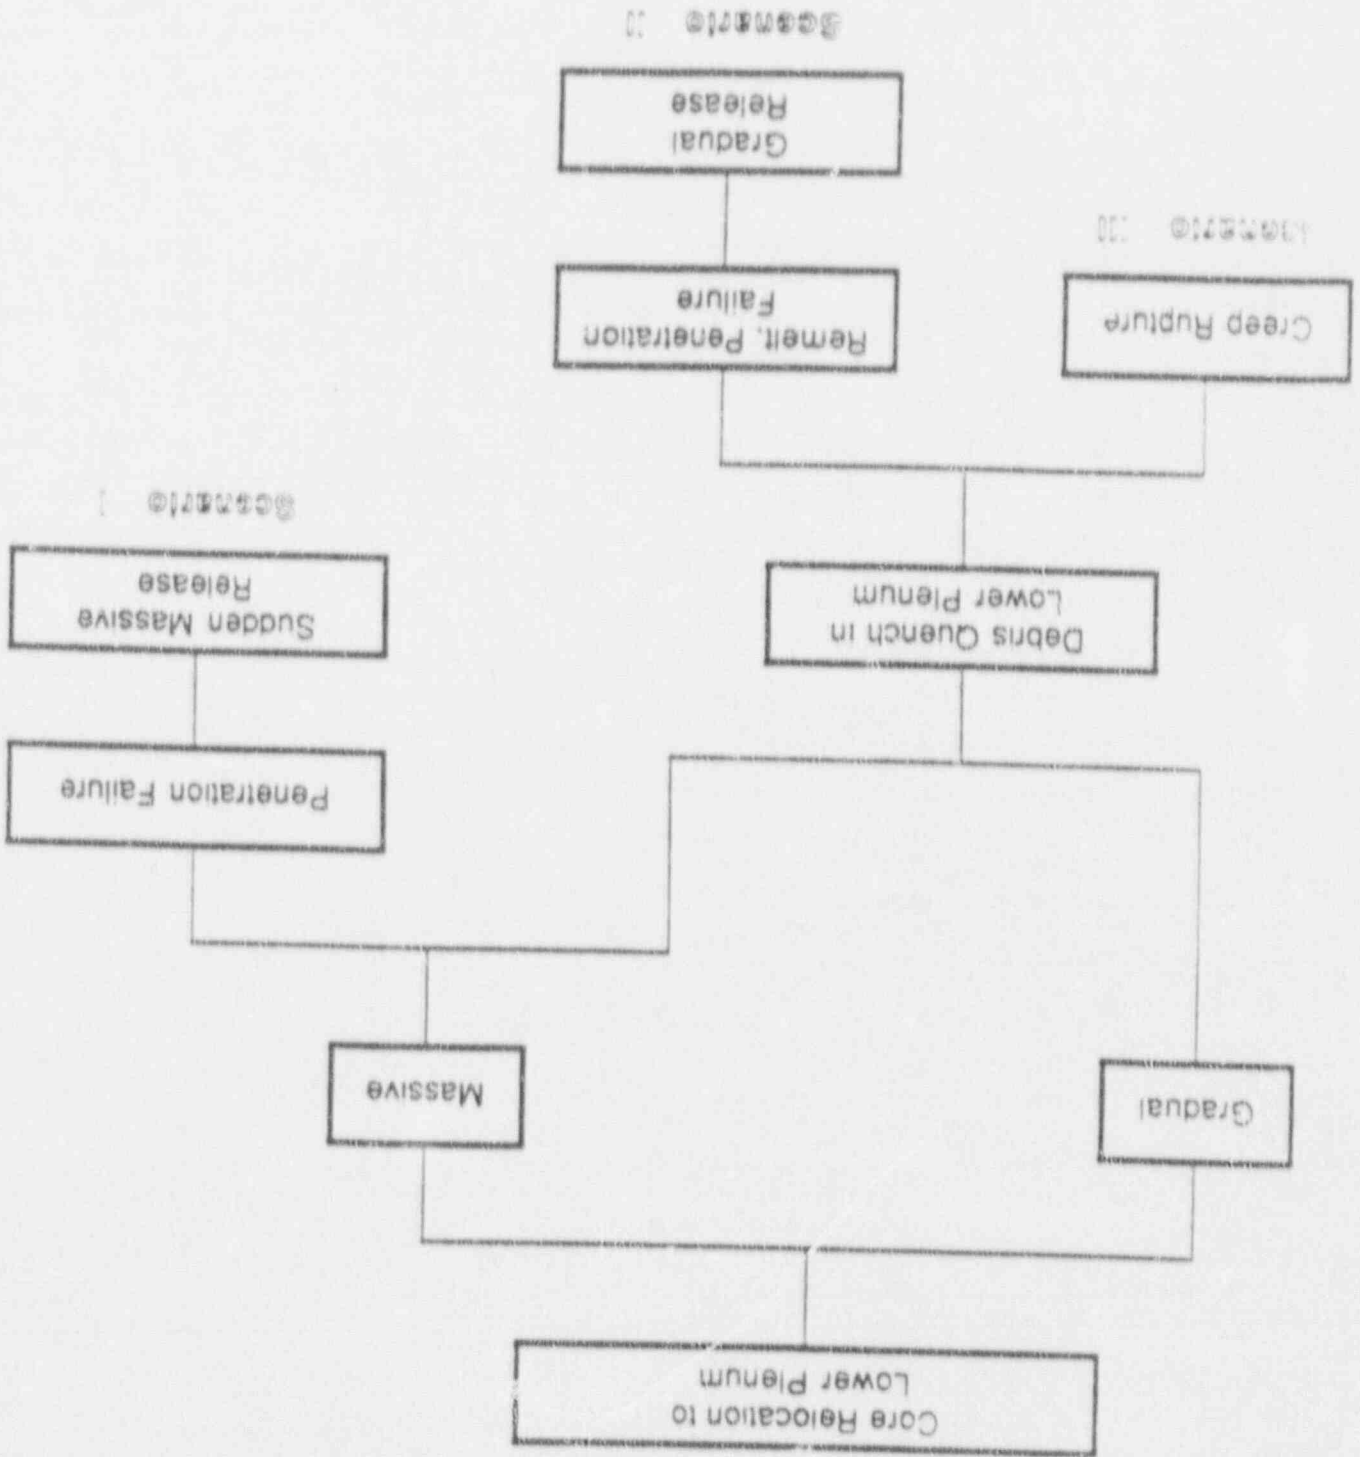 Core Relocation to
Lower Plenum
Gradual
Massive
Debris Quench in
Lower Plenum
Penetration Failure
Creep Rupture
Remelt, Penetration
Failure
Sudden Massive
Release
Scenario III
Gradual
Release
Scenario I
Scenario II